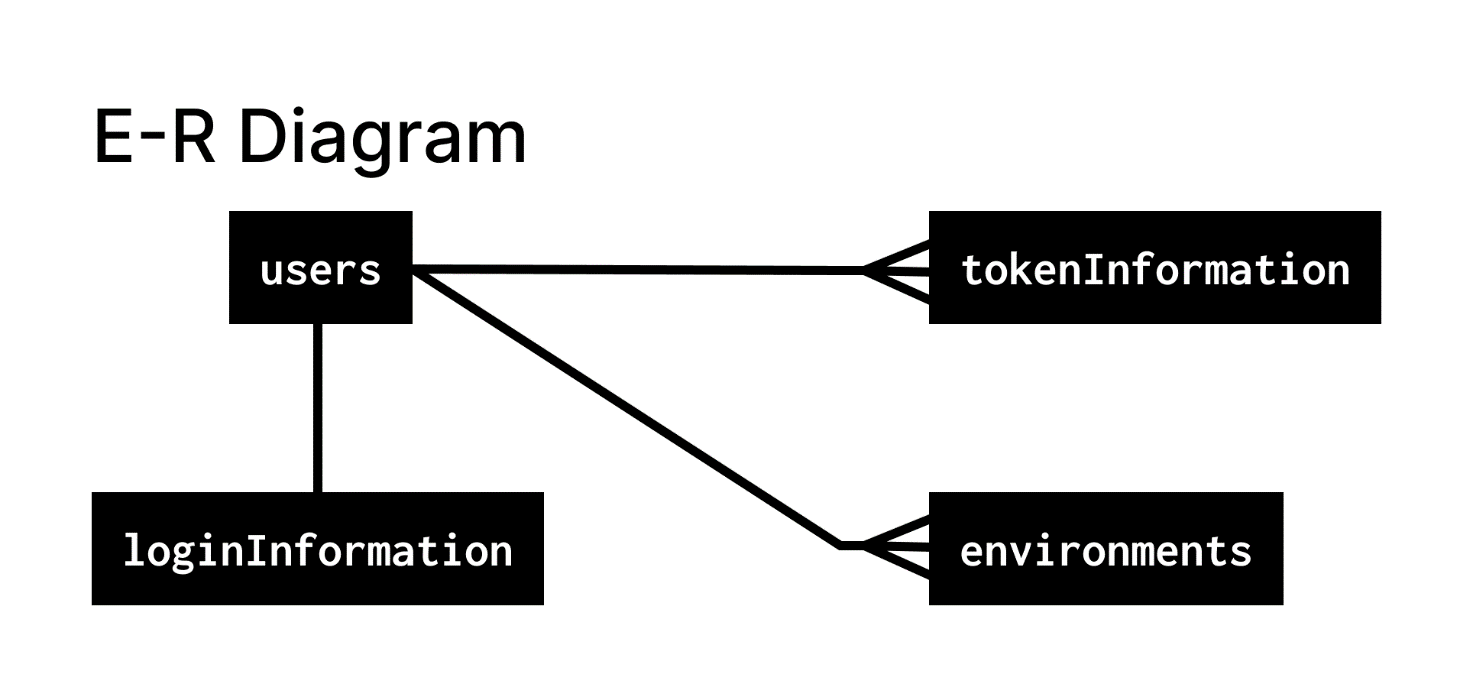 E-R Diagram
users
tokenInformation
loginInformation
environments